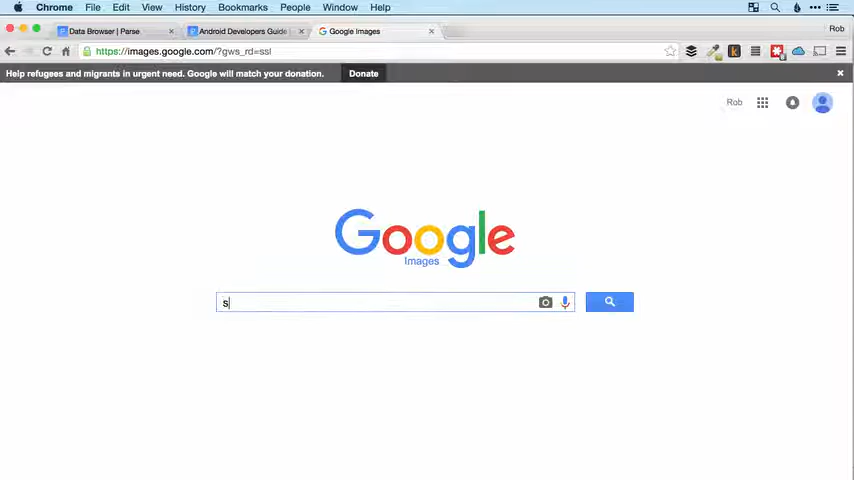 Chrome File Edit View History Bookmarks People Window Help
Data Browser | Parse
Android Developers Guide
Google Images
Rob
https://images.google.com/?gws_rd=ssl
Help refugees and migrants in urgent need. Google will match your donation. Donate
Rob
Google
Images
s